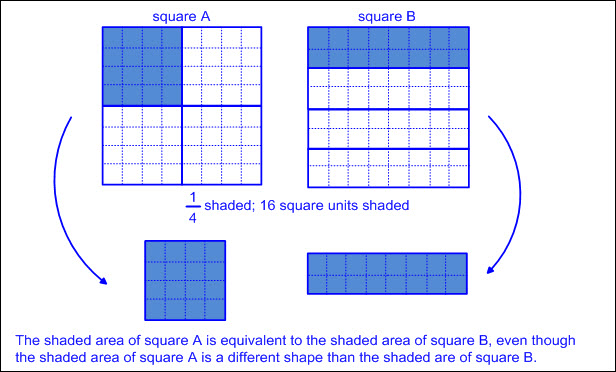 square A
square B
1/4 shaded; 16 square units shaded
The shaded area of square A is equivalent to the shaded area of square B, even though
the shaded area of square A is a different shape than the shaded are of square B.